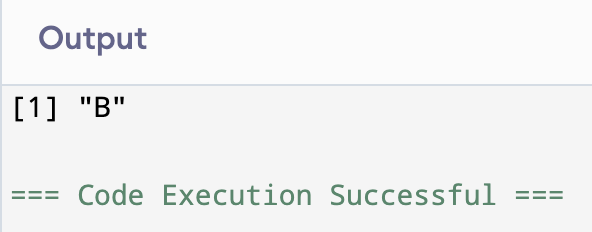 Output
[1] "B"
=== Code Execution Successful ===